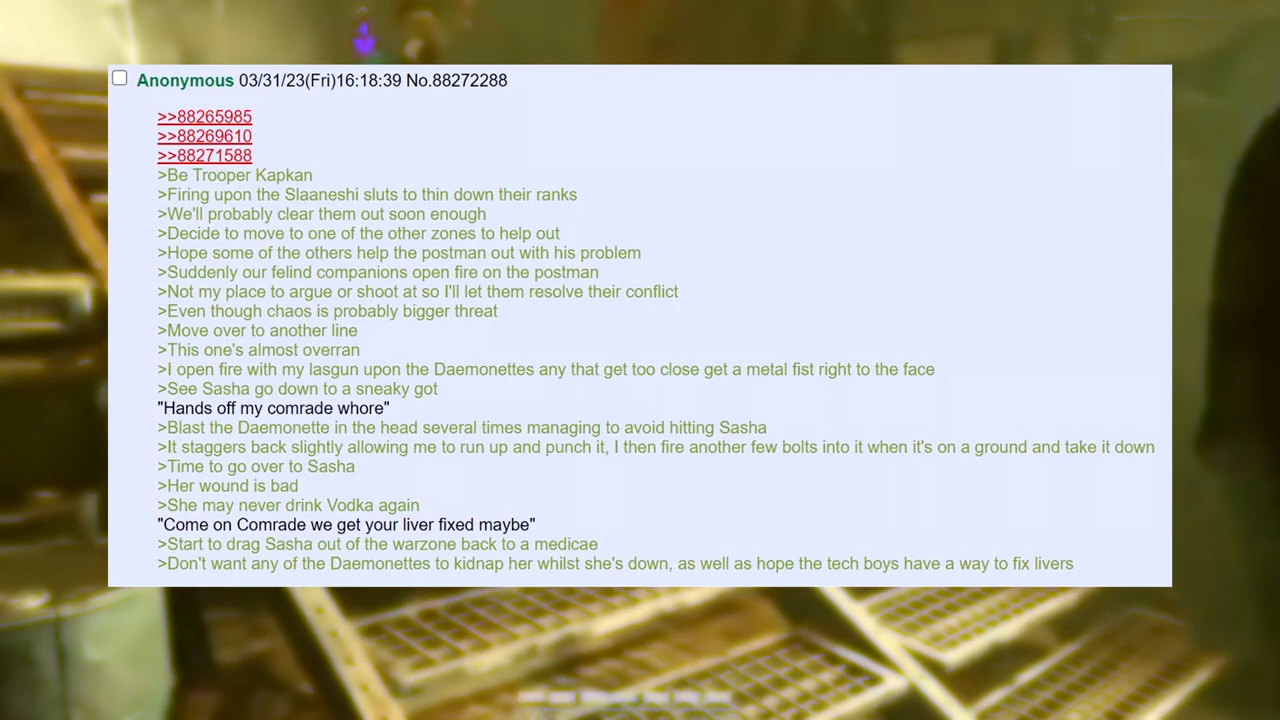 Anonymous 03/31/23(Fri)16:18:39 No.88272288
>>88265985
>>88269610
>>88271588
>Be Trooper Kapkan
>Firing upon the Slaaneshi sluts to thin down their ranks
>We'll probably clear them out soon enough
>Decide to move to one of the other zones to help out
>Hope some of the others help the postman out with his problem
>Suddenly our felind companions open fire on the postman
>Not my place to argue or shoot at so I'll let them resolve their conflict
>Even though chaos is probably bigger threat
>Move over to another line
>This one's almost overran
>I open fire with my lasgun upon the Daemonettes any that get too close get a metal fist right to the face
>See Sasha go down to a sneaky got
"Hands off my comrade whore"
>Blast the Daemonette in the head several times managing to avoid hitting Sasha
>It staggers back slightly allowing me to run up and punch it, I then fire another few bolts into it when it's on a ground and take it down
>Time to go over to Sasha
>Her wound is bad
>She may never drink Vodka again
"Come on Comrade we get your liver fixed maybe"
>Start to drag Sasha out of the warzone back to a medicae
>Don't want any of the Daemonettes to kidnap her whilst she's down, as well as hope the tech boys have a way to fix livers